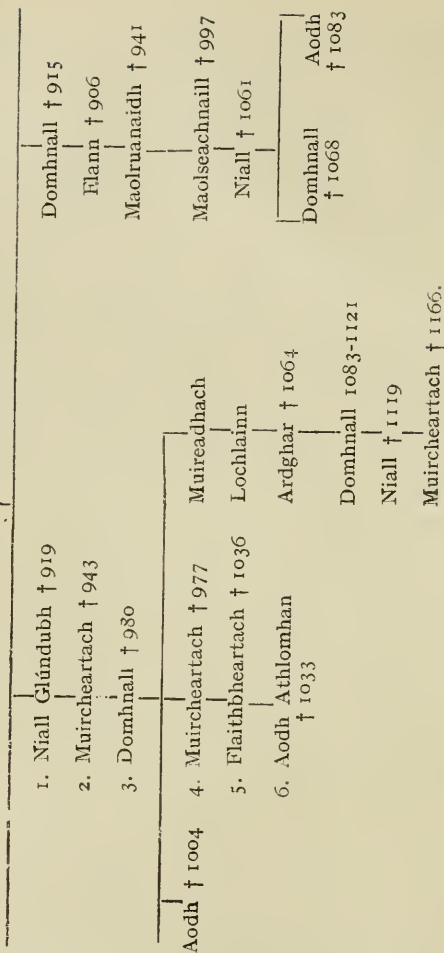 1. Niall Glúndubh † 919
2. Muircheartach † 943
3. Domhnall † 980
Aodh † 1004
4. Muircheartach † 977
5. Flaithbheartach † 1036
6. Aodh Athlomhan
† 1033
Muireadhach
Lochlainn
Ardghar † 1064
Domhnall 1083-1121
Niall † 1119
Muircheartach † 1166.
Domhnall † 915
Flann † 906
Maolruanaidh † 941
Maolseachnaill † 997
Niall † 1061
Domhnall
† 1068
Aodh
† 1083